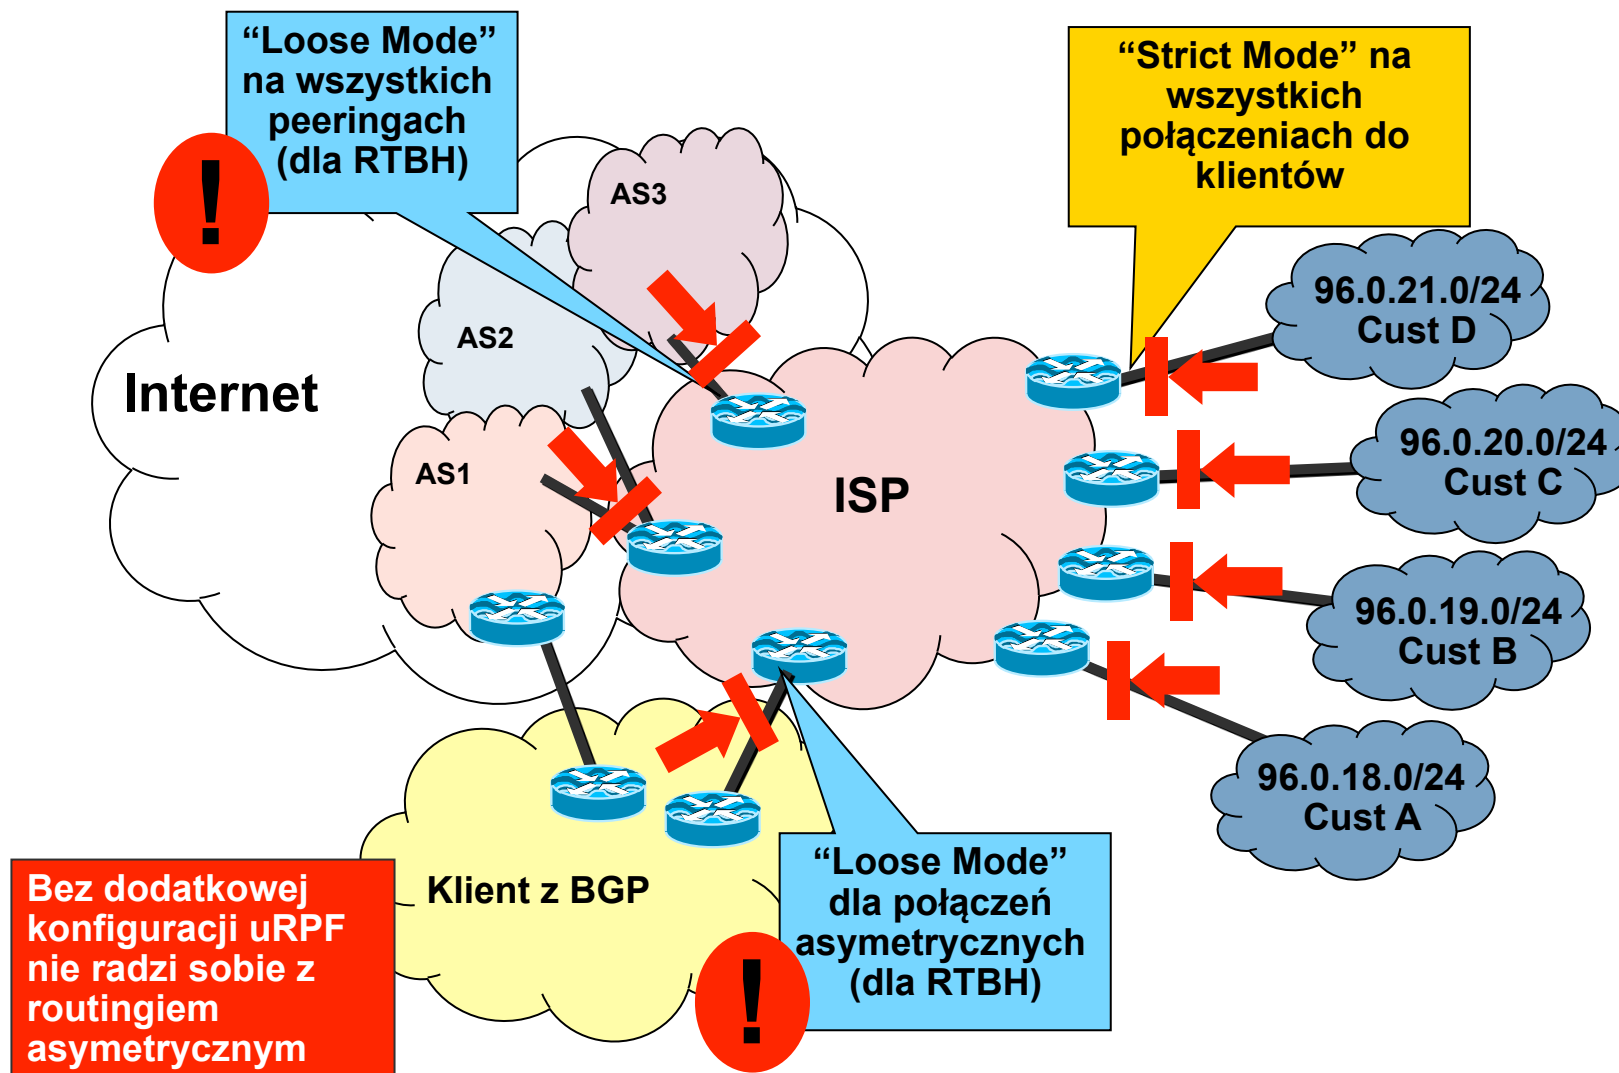 “Loose Mode”
na wszystkich
peeringach
(dla RTBH)
!
“Strict Mode” na
wszystkich
połączeniach do
klientów
AS3
AS2
AS1
Internet
ISP
96.0.21.0/24
Cust D
96.0.20.0/24
Cust C
96.0.19.0/24
Cust B
96.0.18.0/24
Cust A
Klient z BGP
“Loose Mode”
dla połączeń
asymetrycznych
(dla RTBH)
!
Bez dodatkowej
konfiguracji uRPF
nie radzi sobie z
routingiem
asymetrycznym